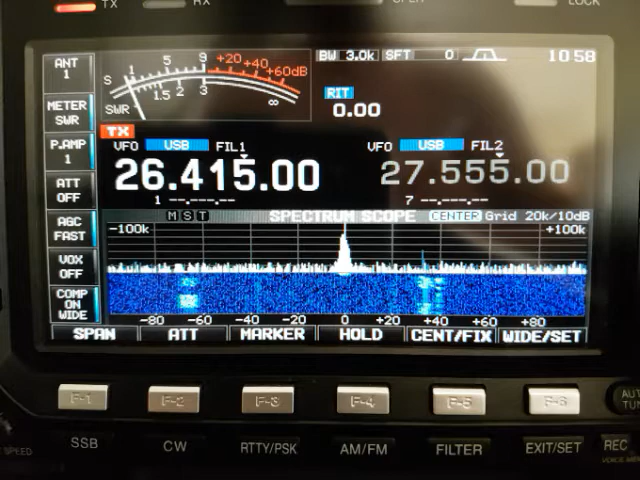 TX RX LOCK
ANT 1
METER SWR
P.AMP 1
ATT OFF
AGC FAST
VOX OFF
COMP ON WIDE
S 1 5 9 +20 +40 +60dB
SWR 1 1.5 2 3 ∞
BW 3.0k SFT 0 10 58
RIT
0.00
TX
VFO USB FIL1 VFO USB FIL2
26.415.00 27.555.00
1 --.---.-- 7 --.---.--
M S T SPECTRUM SCOPE CENTER Grid 20k/10dB
-100k +100k
-80 -60 -40 -20 0 +20 +40 +60 +80
SPAN ATT MARKER HOLD CENT/FIX WIDE/SET
F-1 F-2 F-3 F-4 F-5 F-6
SPEED SSB CW RTTY/PSK AM/FM FILTER EXIT/SET REC